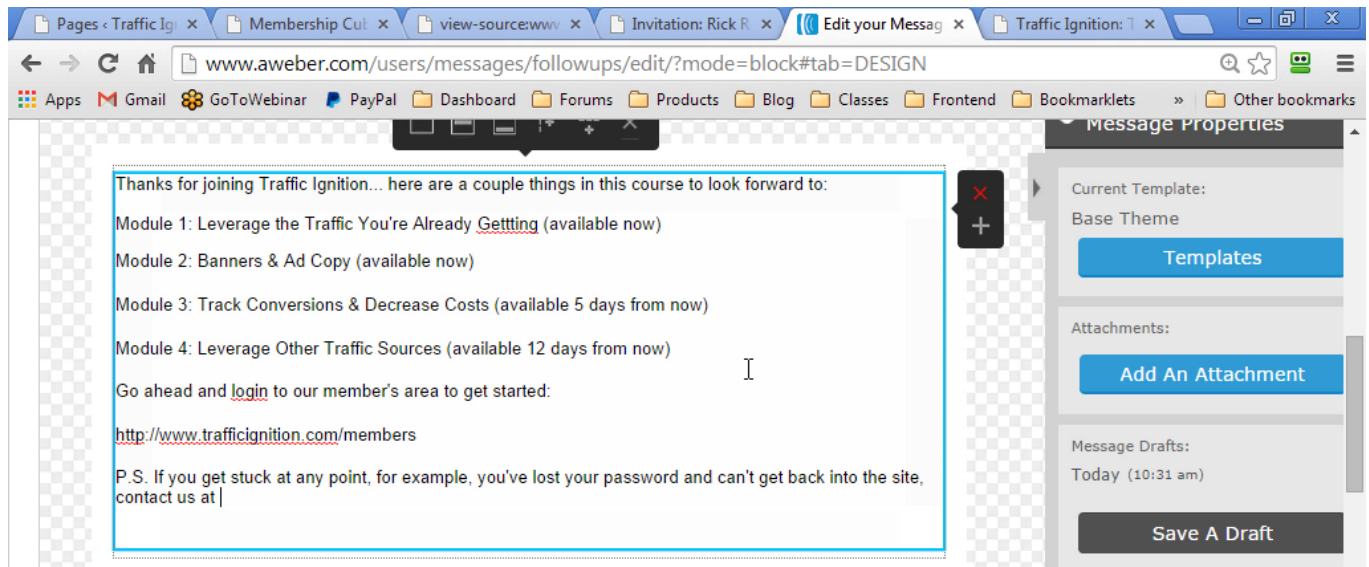 Pages ‹ Traffic Ig
Membership Cub
view-source:www
Invitation: Rick R
Edit your Messag
Traffic Ignition: T
www.aweber.com/users/messages/followups/edit/?mode=block#tab=DESIGN
Apps Gmail GoToWebinar PayPal Dashboard Forums Products Blog Classes Frontend Bookmarklets » Other bookmarks
Message Properties
Thanks for joining Traffic Ignition... here are a couple things in this course to look forward to:
Module 1: Leverage the Traffic You're Already Gettting (available now)
Module 2: Banners & Ad Copy (available now)
Module 3: Track Conversions & Decrease Costs (available 5 days from now)
Module 4: Leverage Other Traffic Sources (available 12 days from now)
Go ahead and login to our member's area to get started:
http://www.trafficignition.com/members
P.S. If you get stuck at any point, for example, you've lost your password and can't get back into the site,
contact us at
Current Template:
Base Theme
Templates
Attachments:
Add An Attachment
Message Drafts:
Today (10:31 am)
Save A Draft